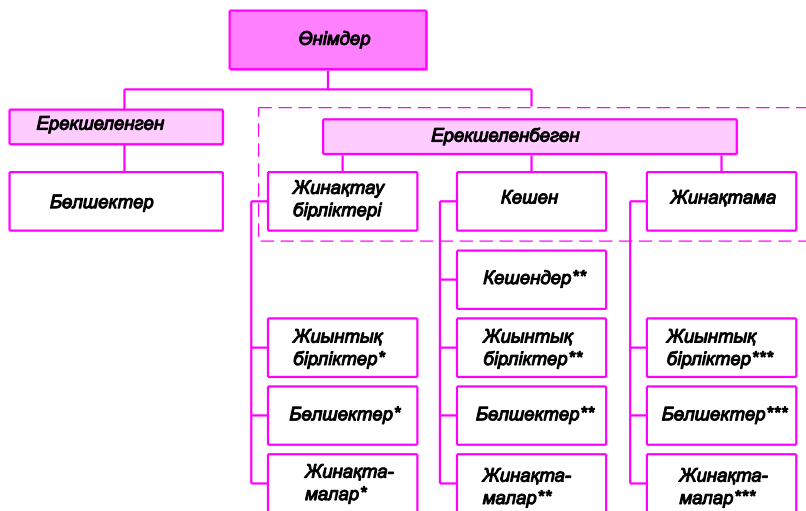 Өнімдер
Ерекшеленген
Ерекшеленбеген
Бөлшектер
Жинақтау
бірліктері
Кешен
Жинақтама
Кешендер**
Жиынтық
бірліктер*
Жиынтық
бірліктер**
Жиынтық
бірліктер***
Бөлшектер*
Бөлшектер**
Бөлшектер***
Жинақта-
малар*
Жинақта-
малар**
Жинақта-
малар***